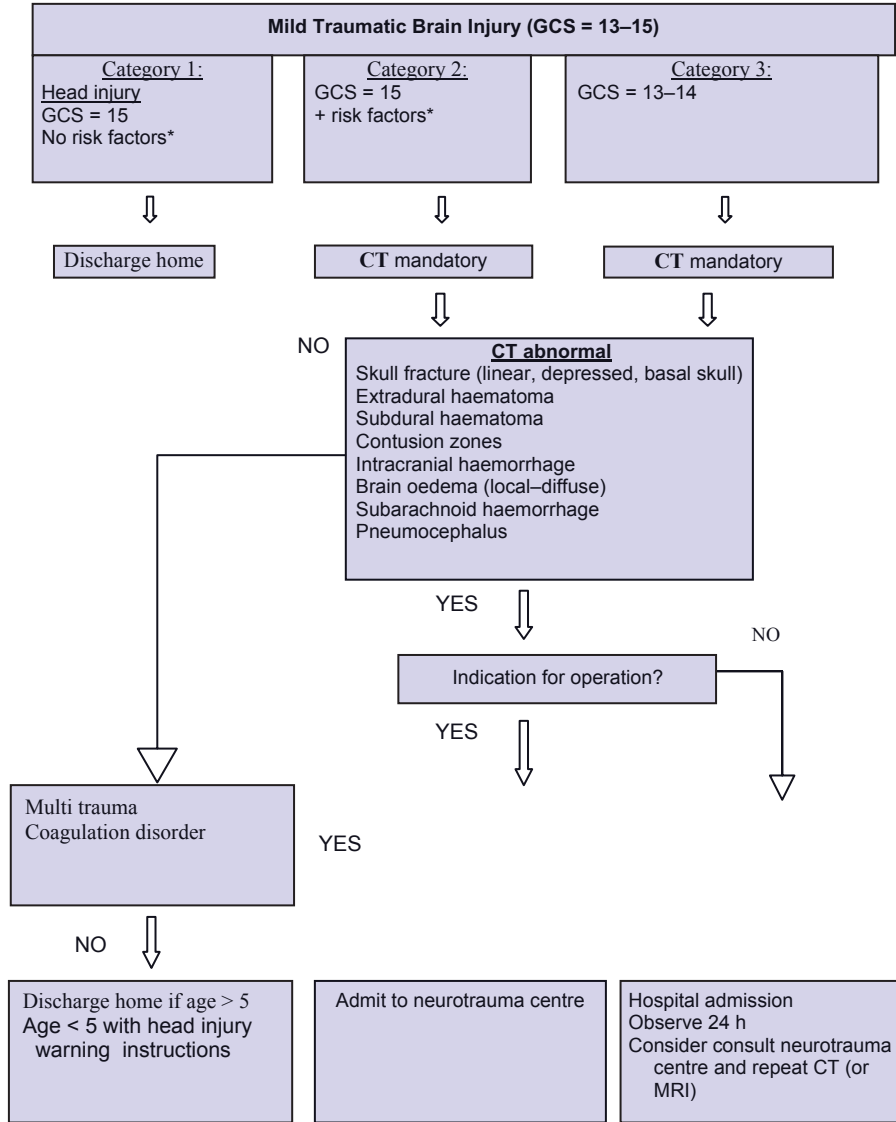 Mild Traumatic Brain Injury (GCS = 13–15)
Category 1:
Head injury
GCS = 15
No risk factors*
Category 2:
GCS = 15
+ risk factors*
Category 3:
GCS = 13–14
Discharge home
CT mandatory
CT mandatory
NO
CT abnormal
Skull fracture (linear, depressed, basal skull)
Extradural haematoma
Subdural haematoma
Contusion zones
Intracranial haemorrhage
Brain oedema (local–diffuse)
Subarachnoid haemorrhage
Pneumocephalus
YES
NO
Indication for operation?
YES
Multi trauma
Coagulation disorder
YES
NO
Discharge home if age > 5
Age < 5 with head injury
warning instructions
Admit to neurotrauma centre
Hospital admission
Observe 24 h
Consider consult neurotrauma
centre and repeat CT (or
MRI)